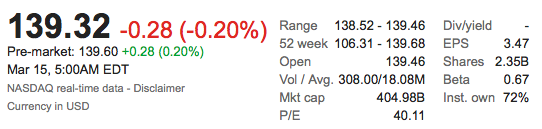 139.32 -0.28 (-0.20%)
Pre-market: 139.60 +0.28 (0.20%)
Mar 15, 5:00AM EDT
NASDAQ real-time data - Disclaimer
Currency in USD
Range 138.52 - 139.46
52 week 106.31 - 139.68
Open 139.46
Vol / Avg. 308.00/18.08M
Mkt cap 404.98B
P/E 40.11
Div/yield -
EPS 3.47
Shares 2.35B
Beta 0.67
Inst. own 72%